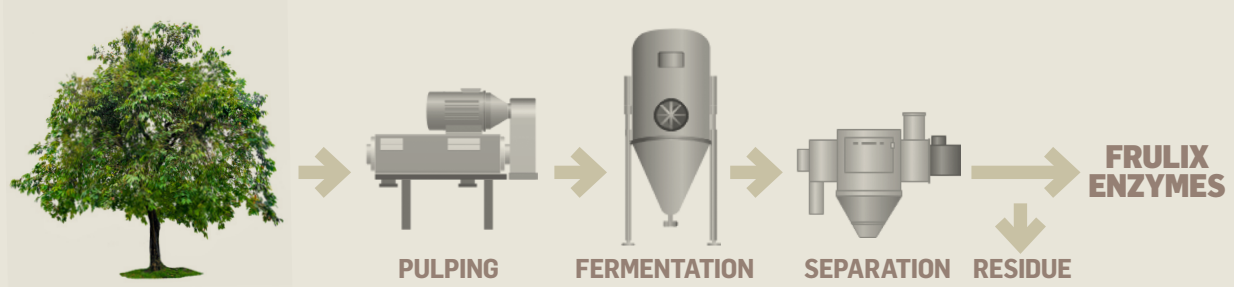 PULPING
FERMENTATION
SEPARATION
RESIDUE
FRULIX
ENZYMES